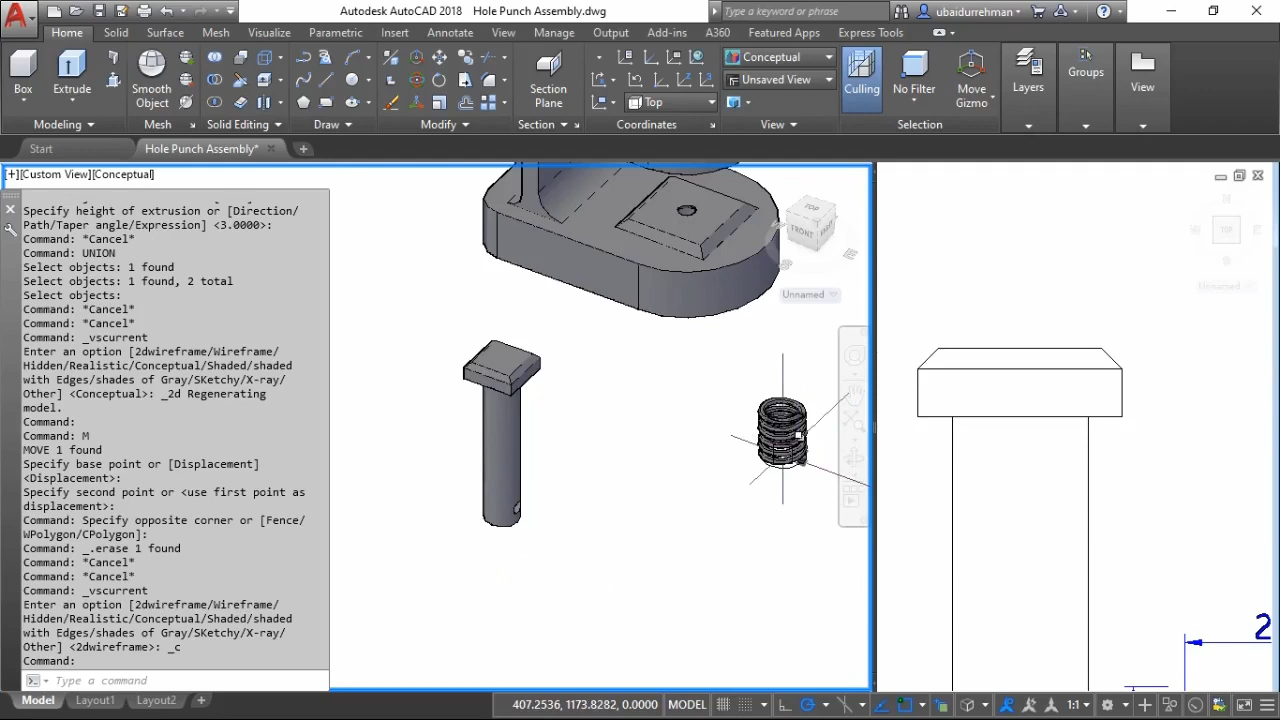 Autodesk AutoCAD 2018   Hole Punch Assembly.dwg
Type a keyword or phrase
ubaidurrehman
Home Solid Surface Mesh Visualize Parametric Insert Annotate View Manage Output Add-ins A360 Featured Apps Express Tools
Box
Extrude
Smooth
Object
Section
Plane
Conceptual
Unsaved View
Top
Culling
No Filter
Move
Gizmo
Layers
Groups
View
Modeling Mesh Solid Editing Draw Modify Section Coordinates View Selection
Start
Hole Punch Assembly*
[+][Custom View][Conceptual]
Specify height of extrusion or [Direction/
Path/Taper angle/Expression] <3.0000>:
Command: *Cancel*
Command: UNION
Select objects: 1 found
Select objects: 1 found, 2 total
Select objects:
Command: *Cancel*
Command: *Cancel*
Command: _vscurrent
Enter an option [2dwireframe/Wireframe/
Hidden/Realistic/Conceptual/Shaded/shaded
with Edges/shades of Gray/SKetchy/X-ray/
Other] <Conceptual>: _2d Regenerating
model.
Command:
Command: M
MOVE 1 found
Specify base point or [Displacement]
<Displacement>:
Specify second point or <use first point as
displacement>:
Command: Specify opposite corner or [Fence/
WPolygon/CPolygon]:
Command: _.erase 1 found
Command: *Cancel*
Command: *Cancel*
Command: _vscurrent
Enter an option [2dwireframe/Wireframe/
Hidden/Realistic/Conceptual/Shaded/shaded
with Edges/shades of Gray/SKetchy/X-ray/
Other] <2dwireframe>: _c
Command:
Type a command
TOP
FRONT
Unnamed
TOP
Unnamed
2
Model Layout1 Layout2
407.2536, 1173.8282, 0.0000 MODEL
1:1